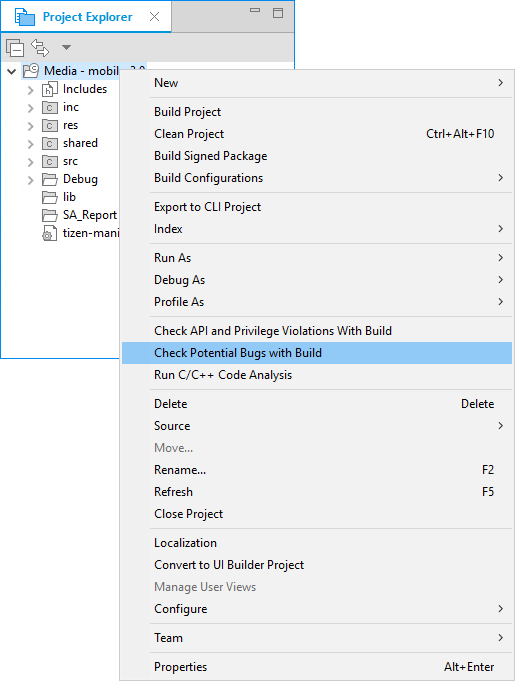 Project Explorer
Media - mobile-3.0
Includes
inc
res
shared
src
Debug
lib
SA_Report
tizen-mani
New
Build Project
Clean Project Ctrl+Alt+F10
Build Signed Package
Build Configurations
Export to CLI Project
Index
Run As
Debug As
Profile As
Check API and Privilege Violations With Build
Check Potential Bugs with Build
Run C/C++ Code Analysis
Delete Delete
Source
Move...
Rename... F2
Refresh F5
Close Project
Localization
Convert to UI Builder Project
Manage User Views
Configure
Team
Properties Alt+Enter